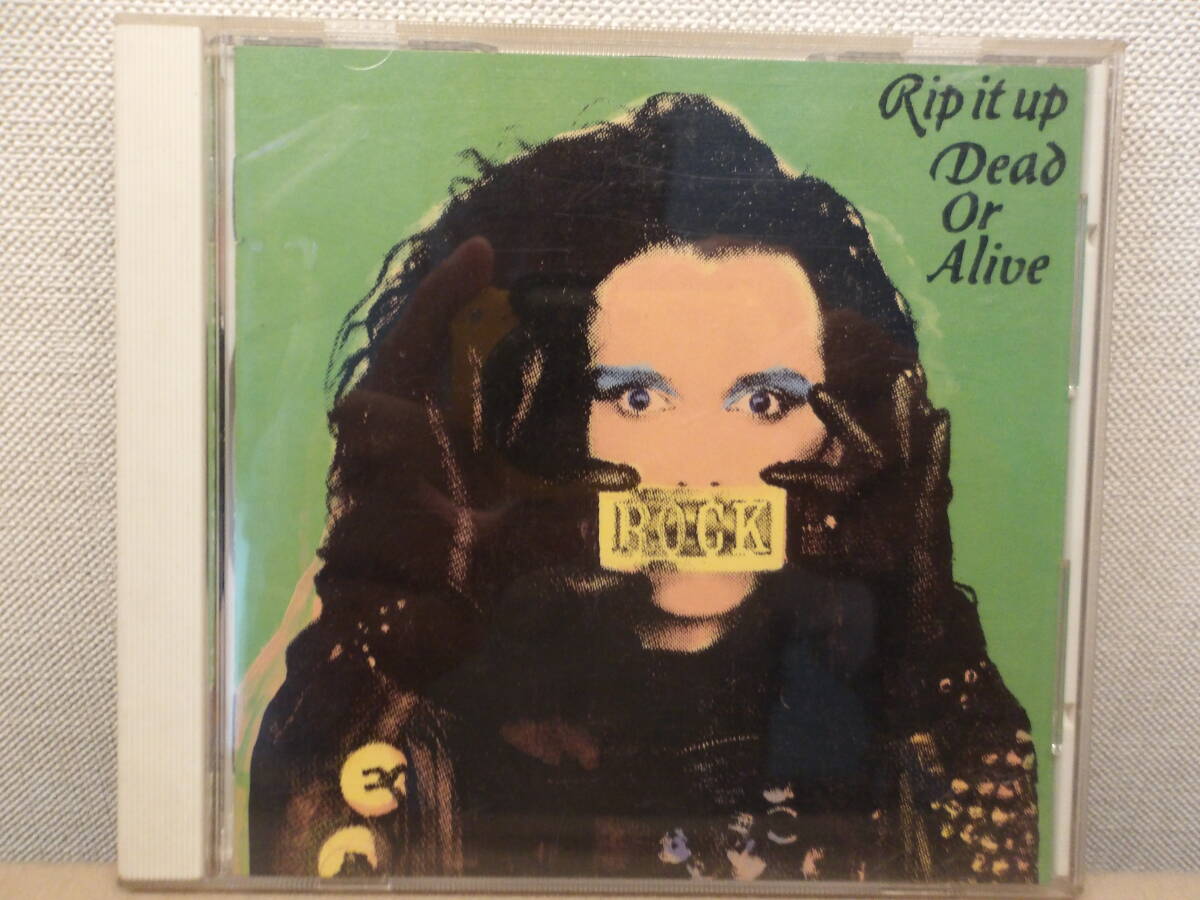 Rip it up
Dead
Or
Alive
ROCK